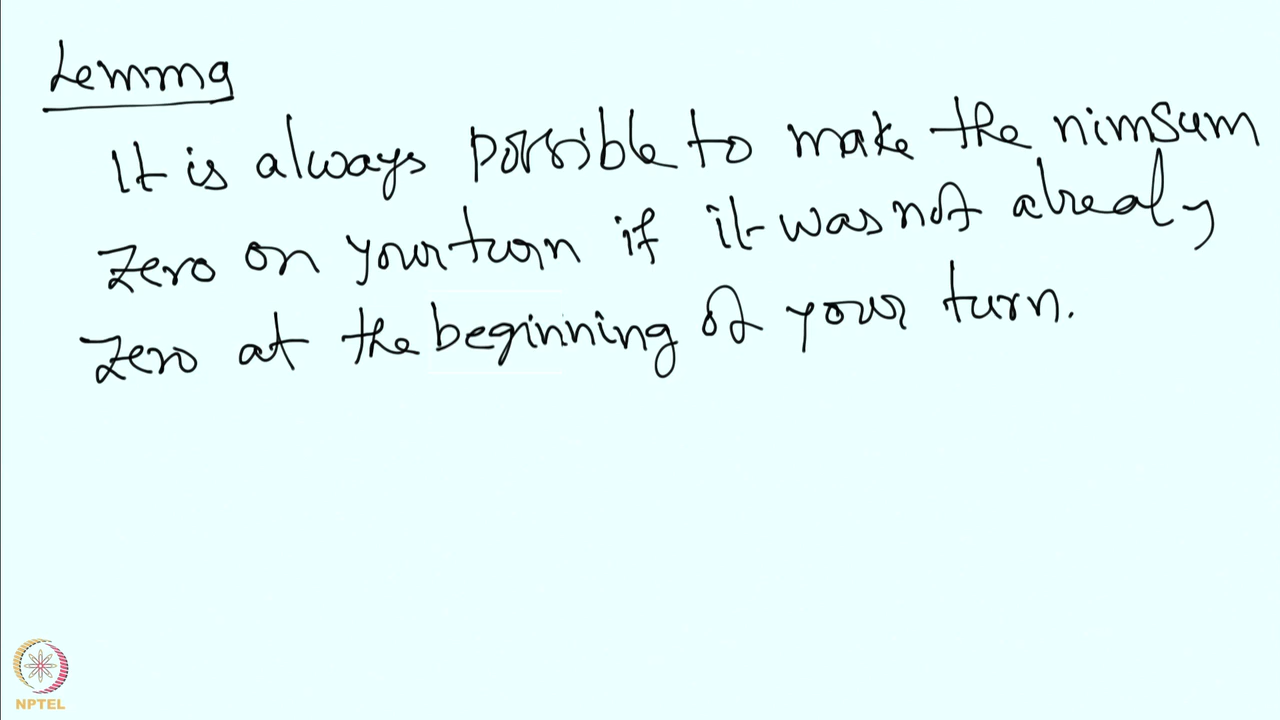 Lemma
It is always possible to make the nimsum
zero on your turn if it was not already
zero at the beginning of your turn.
NPTEL